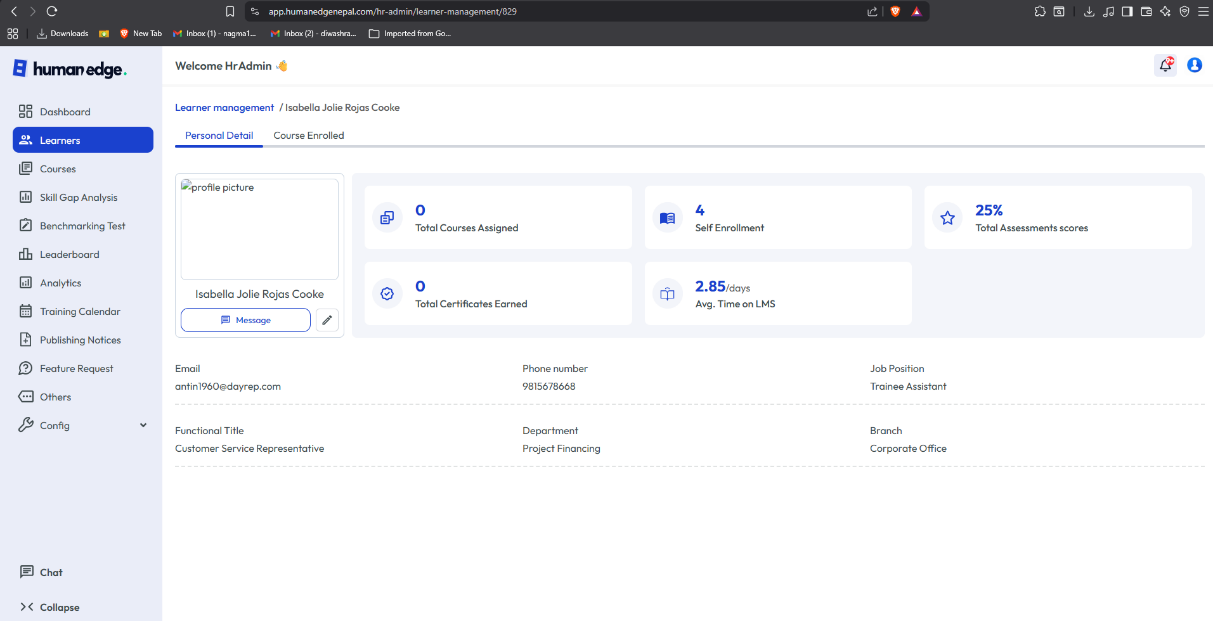 app.humanedgenepal.com/hr-admin/learner-management/829
Downloads
New Tab
Inbox (1) - nagma1...
Inbox (2) - diwashra...
Imported from Go...
human edge.
Welcome HrAdmin 👋
9+
Dashboard
Learners
Courses
Skill Gap Analysis
Benchmarking Test
Leaderboard
Analytics
Training Calendar
Publishing Notices
Feature Request
Others
Config
Chat
Collapse
Learner management / Isabella Jolie Rojas Cooke
Personal Detail Course Enrolled
profile picture
Isabella Jolie Rojas Cooke
Message
0
Total Courses Assigned
4
Self Enrollment
25%
Total Assessments scores
0
Total Certificates Earned
2.85/days
Avg. Time on LMS
Email
antin1960@dayrep.com
Phone number
9815678668
Job Position
Trainee Assistant
Functional Title
Customer Service Representative
Department
Project Financing
Branch
Corporate Office